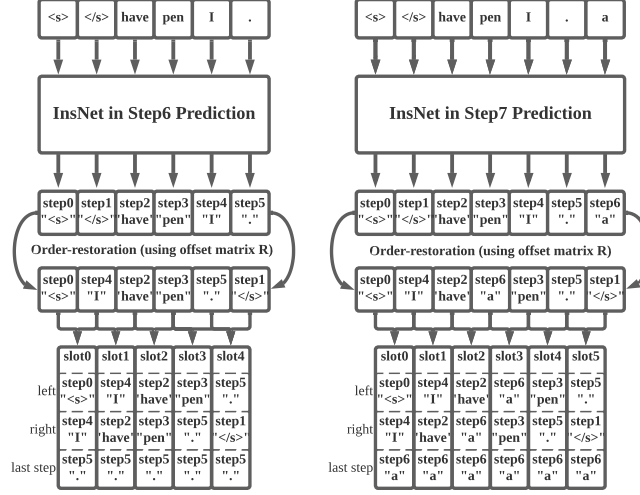 <s> </s> have pen I .
InsNet in Step6 Prediction
step0 step1 step2 step3 step4 step5
"<s>" "</s>" 'have' "pen" "I" "."
Order-restoration (using offset matrix R)
step0 step4 step2 step3 step5 step1
"<s>" "I" 'have' "pen" "." '</s>"
slot0 slot1 slot2 slot3 slot4
left step0 step4 step2 step3 step5
"<s>" "I" 'have' "pen" "."
right step4 step2 step3 step5 step1
"I" 'have' "pen" "." "</s>"
last step step5 step5 step5 step5 step5
"." "." "." "." "."
<s> </s> have pen I . a
InsNet in Step7 Prediction
step0 step1 step2 step3 step4 step5 step6
"<s>" "</s>" 'have' "pen" "I" "." "a"
Order-restoration (using offset matrix R)
step0 step4 step2 step6 step3 step5 step1
"<s>" "I" 'have' "a" "pen" "." '</s>"
slot0 slot1 slot2 slot3 slot4 slot5
left step0 step4 step2 step6 step3 step5
"<s>" "I" 'have' "a" "pen" "."
right step4 step2 step6 step3 step5 step1
"I" 'have' "a" "pen" "." '</s>"
last step step6 step6 step6 step6 step6 step6
"a" "a" "a" "a" "a" "a"